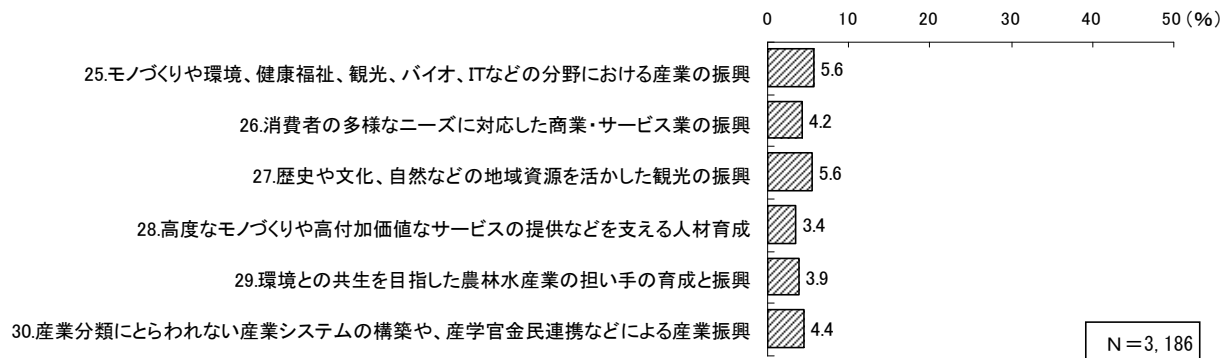 0 10 20 30 40 50 (%)
25.モノづくりや環境、健康福祉、観光、バイオ、ITなどの分野における産業の振興 5.6
26.消費者の多様なニーズに対応した商業・サービス業の振興 4.2
27.歴史や文化、自然などの地域資源を活かした観光の振興 5.6
28.高度なモノづくりや高付加価値なサービスの提供などを支える人材育成 3.4
29.環境との共生を目指した農林水産業の担い手の育成と振興 3.9
30.産業分類にとらわれない産業システムの構築や、産学官金民連携などによる産業振興 4.4
N=3,186